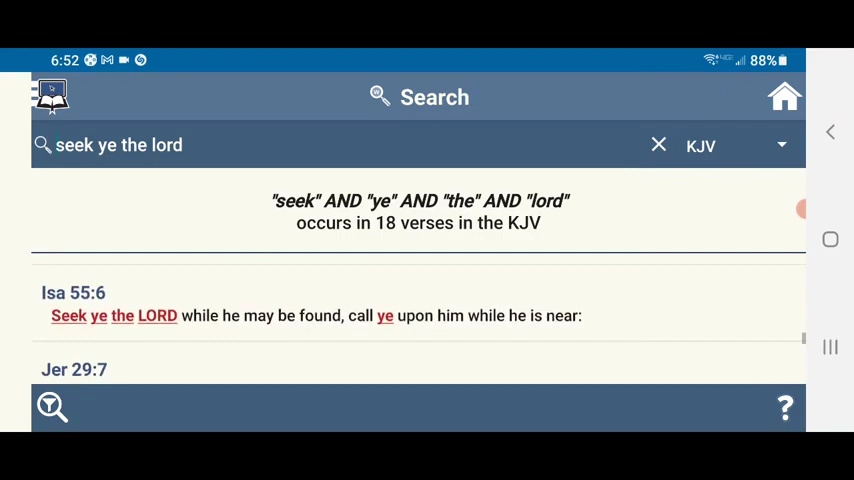 6:52
88%
Search
seek ye the lord
KJV
"seek" AND "ye" AND "the" AND "lord"
occurs in 18 verses in the KJV
Isa 55:6
Seek ye the LORD while he may be found, call ye upon him while he is near:
Jer 29:7
?